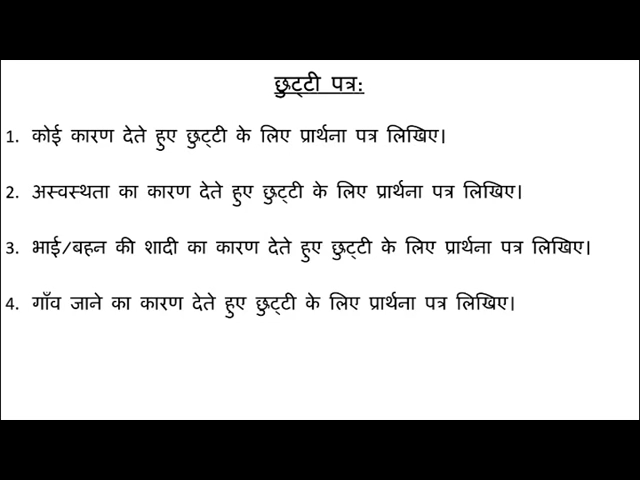 छुट्टी पत्र:
1. कोई कारण देते हुए छुट्टी के लिए प्रार्थना पत्र लिखिए।
2. अस्वस्थता का कारण देते हुए छुट्टी के लिए प्रार्थना पत्र लिखिए।
3. भाई/बहन की शादी का कारण देते हुए छुट्टी के लिए प्रार्थना पत्र लिखिए।
4. गाँव जाने का कारण देते हुए छुट्टी के लिए प्रार्थना पत्र लिखिए।